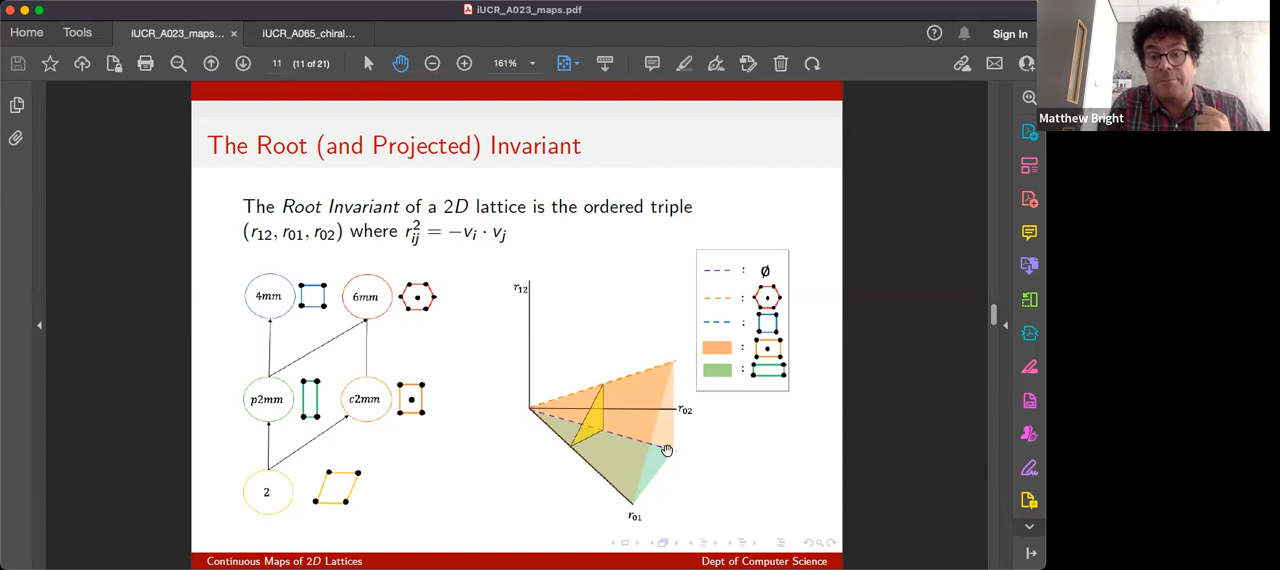 iUCR_A023_maps.pdf
Home Tools iUCR_A023_maps... × iUCR_A065_chiral... Sign In
11 (11 of 21) 161%
Matthew Bright
The Root (and Projected) Invariant
The Root Invariant of a 2D lattice is the ordered triple
(r₁₂, r₀₁, r₀₂) where r²ᵢⱼ = −vᵢ · vⱼ
4mm 6mm
p2mm c2mm
2
r₁₂
r₀₂
r₀₁
: Ø
:
:
:
:
Continuous Maps of 2D Lattices Dept of Computer Science